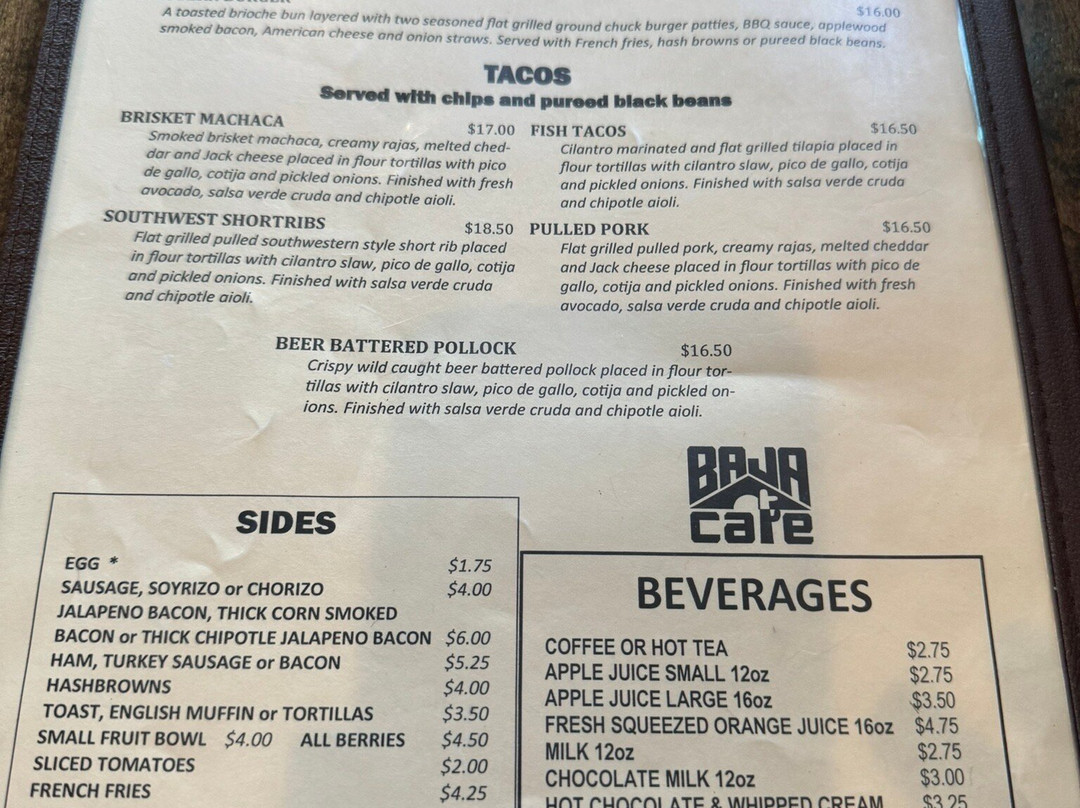 $16.00
A toasted brioche bun layered with two seasoned flat grilled ground chuck burger patties, BBQ sauce, applewood
smoked bacon, American cheese and onion straws. Served with French fries, hash browns or pureed black beans.
TACOS
Served with chips and pureed black beans
BRISKET MACHACA $17.00
Smoked brisket machaca, creamy rajas, melted ched-
dar and Jack cheese placed in flour tortillas with pico
de gallo, cotija and pickled onions. Finished with fresh
avocado, salsa verde cruda and chipotle aioli.
FISH TACOS $16.50
Cilantro marinated and flat grilled tilapia placed in
flour tortillas with cilantro slaw, pico de gallo, cotija
and pickled onions. Finished with salsa verde cruda
and chipotle aioli.
SOUTHWEST SHORTRIBS $18.50
Flat grilled pulled southwestern style short rib placed
in flour tortillas with cilantro slaw, pico de gallo, cotija
and pickled onions. Finished with salsa verde cruda
and chipotle aioli.
PULLED PORK $16.50
Flat grilled pulled pork, creamy rajas, melted cheddar
and Jack cheese placed in flour tortillas with pico de
gallo, cotija and pickled onions. Finished with fresh
avocado, salsa verde cruda and chipotle aioli.
BEER BATTERED POLLOCK $16.50
Crispy wild caught beer battered pollock placed in flour tor-
tillas with cilantro slaw, pico de gallo, cotija and pickled on-
ions. Finished with salsa verde cruda and chipotle aioli.
BAJA
cafe
SIDES
EGG * $1.75
SAUSAGE, SOYRIZO or CHORIZO $4.00
JALAPENO BACON, THICK CORN SMOKED
BACON or THICK CHIPOTLE JALAPENO BACON $6.00
HAM, TURKEY SAUSAGE or BACON $5.25
HASHBROWNS $4.00
TOAST, ENGLISH MUFFIN or TORTILLAS $3.50
SMALL FRUIT BOWL $4.00 ALL BERRIES $4.50
SLICED TOMATOES $2.00
FRENCH FRIES $4.25
BEVERAGES
COFFEE OR HOT TEA $2.75
APPLE JUICE SMALL 12oz $2.75
APPLE JUICE LARGE 16oz $3.50
FRESH SQUEEZED ORANGE JUICE 16oz $4.75
MILK 12oz $2.75
CHOCOLATE MILK 12oz $3.00
HOT CHOCOLATE & WHIPPED CREAM $3.25